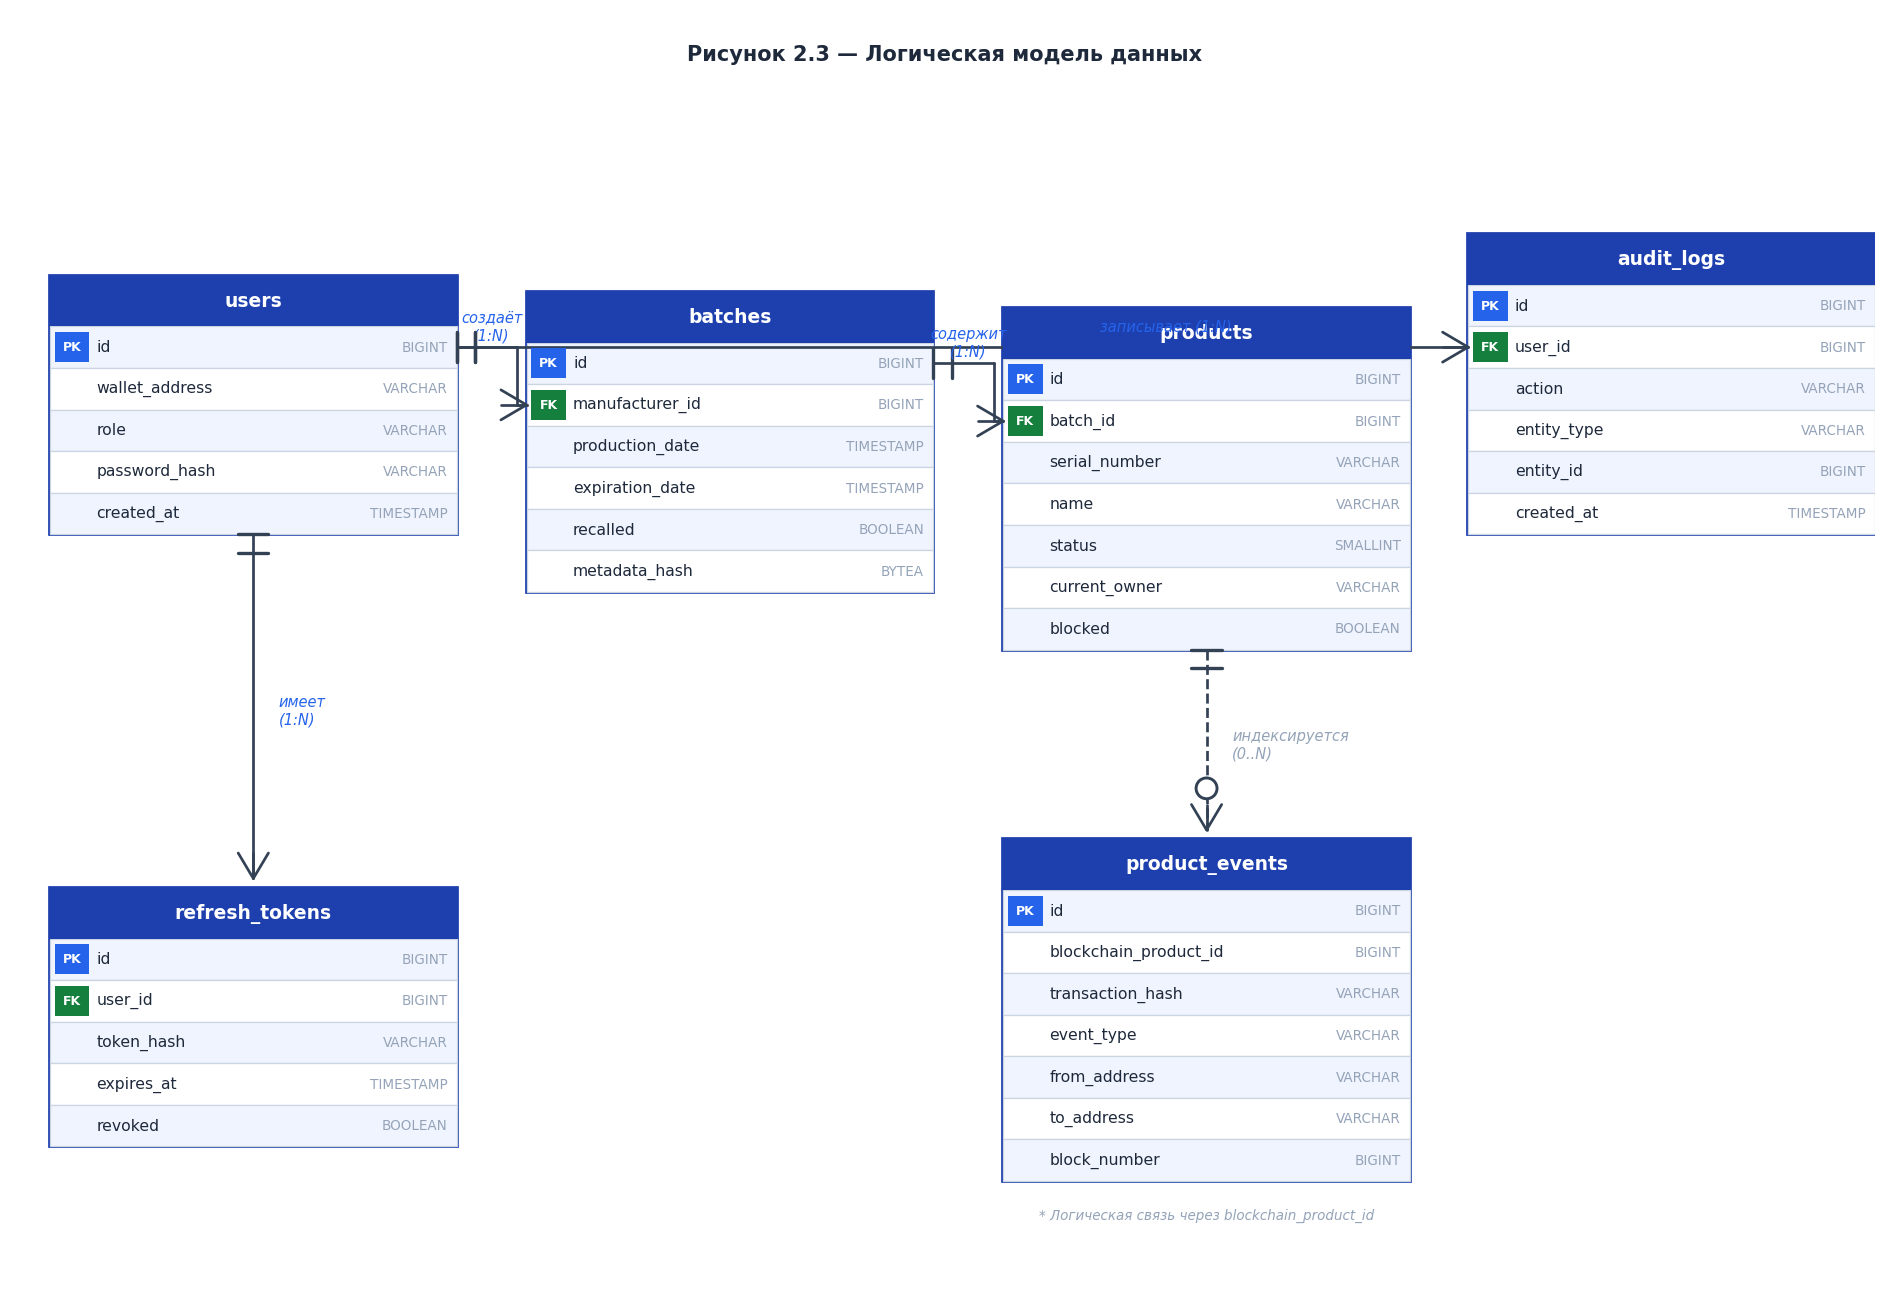 Рисунок 2.3 — Логическая модель данных
users
PK id BIGINT
wallet_address VARCHAR
role VARCHAR
password_hash VARCHAR
created_at TIMESTAMP
создаёт
(1:N)
batches
PK id BIGINT
FK manufacturer_id BIGINT
production_date TIMESTAMP
expiration_date TIMESTAMP
recalled BOOLEAN
metadata_hash BYTEA
содержит
(1:N)
записывает (1:N)
products
PK id BIGINT
FK batch_id BIGINT
serial_number VARCHAR
name VARCHAR
status SMALLINT
current_owner VARCHAR
blocked BOOLEAN
audit_logs
PK id BIGINT
FK user_id BIGINT
action VARCHAR
entity_type VARCHAR
entity_id BIGINT
created_at TIMESTAMP
имеет
(1:N)
индексируется
(0..N)
refresh_tokens
PK id BIGINT
FK user_id BIGINT
token_hash VARCHAR
expires_at TIMESTAMP
revoked BOOLEAN
product_events
PK id BIGINT
blockchain_product_id BIGINT
transaction_hash VARCHAR
event_type VARCHAR
from_address VARCHAR
to_address VARCHAR
block_number BIGINT
* Логическая связь через blockchain_product_id